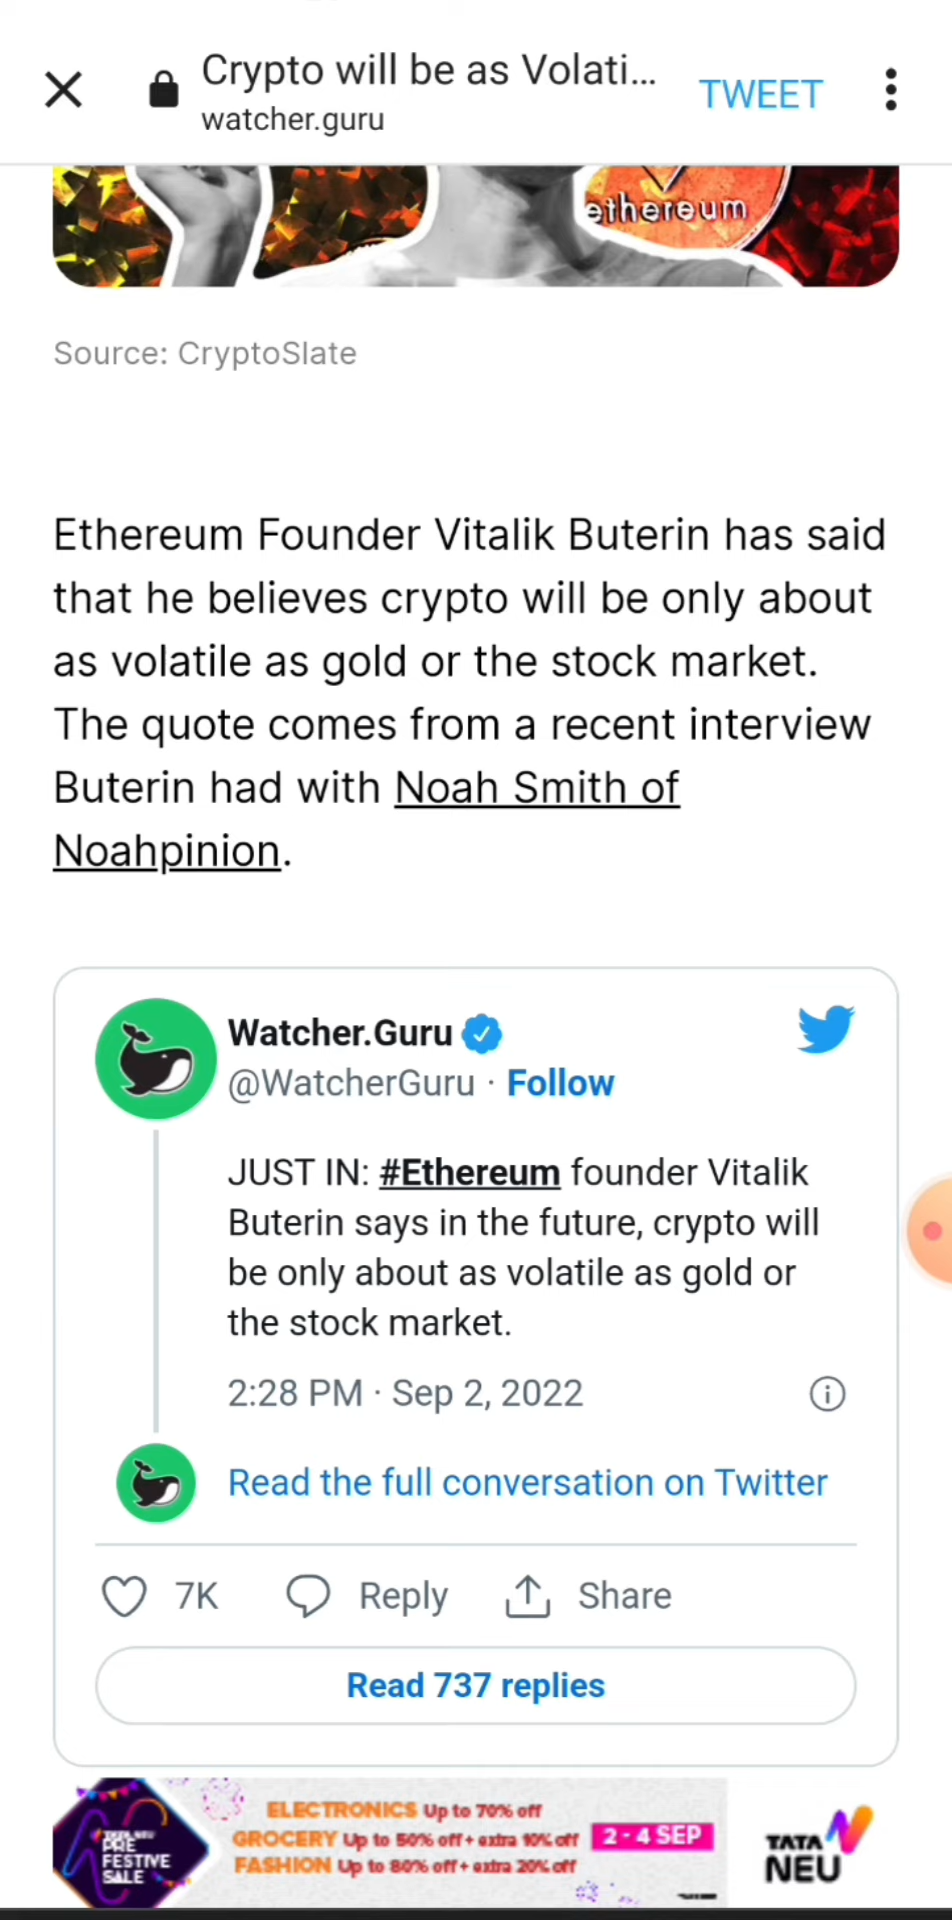 Crypto will be as Volati...
watcher.guru
TWEET
ethereum
Source: CryptoSlate
Ethereum Founder Vitalik Buterin has said
that he believes crypto will be only about
as volatile as gold or the stock market.
The quote comes from a recent interview
Buterin had with Noah Smith of
Noahpinion.
Watcher.Guru
@WatcherGuru · Follow
JUST IN: #Ethereum founder Vitalik
Buterin says in the future, crypto will
be only about as volatile as gold or
the stock market.
2:28 PM · Sep 2, 2022
Read the full conversation on Twitter
7K Reply Share
Read 737 replies
TATA NEU
PRE
FESTIVE
SALE
ELECTRONICS Up to 70% off
GROCERY Up to 50% off + extra 10% off
FASHION Up to 80% off + extra 20% off
2 - 4 SEP
TATA
NEU